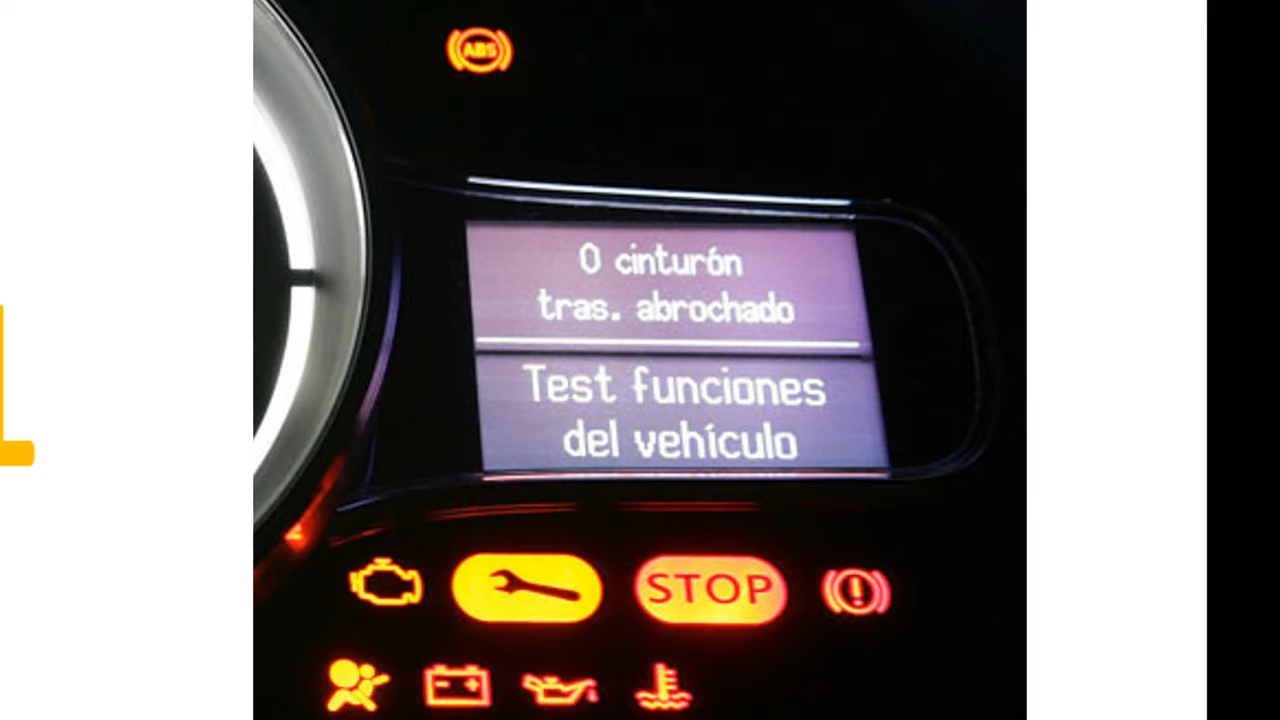 ABS
0 cinturón
tras. abrochado
Test funciones
del vehículo
STOP